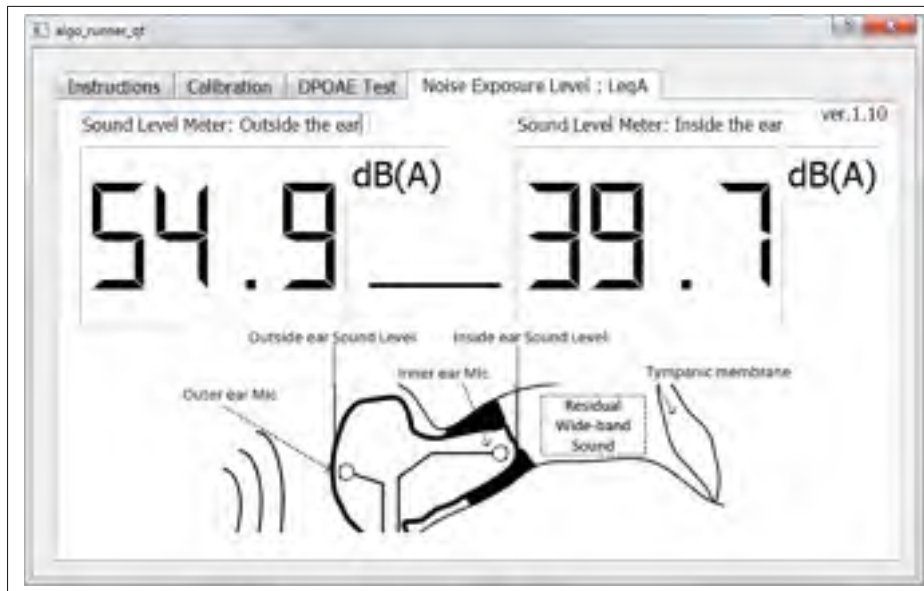 algo_runner_qt
Instructions Calibration DPOAE Test Noise Exposure Level : LeqA
ver.1.10
Sound Level Meter: Outside the ear Sound Level Meter: Inside the ear
54.9 dB(A) __39.7 dB(A)
Outside ear Sound Level Inside ear Sound Level
Inner ear Mic. Tympanic membrane
Outer ear Mic.
Residual
Wide-band
Sound